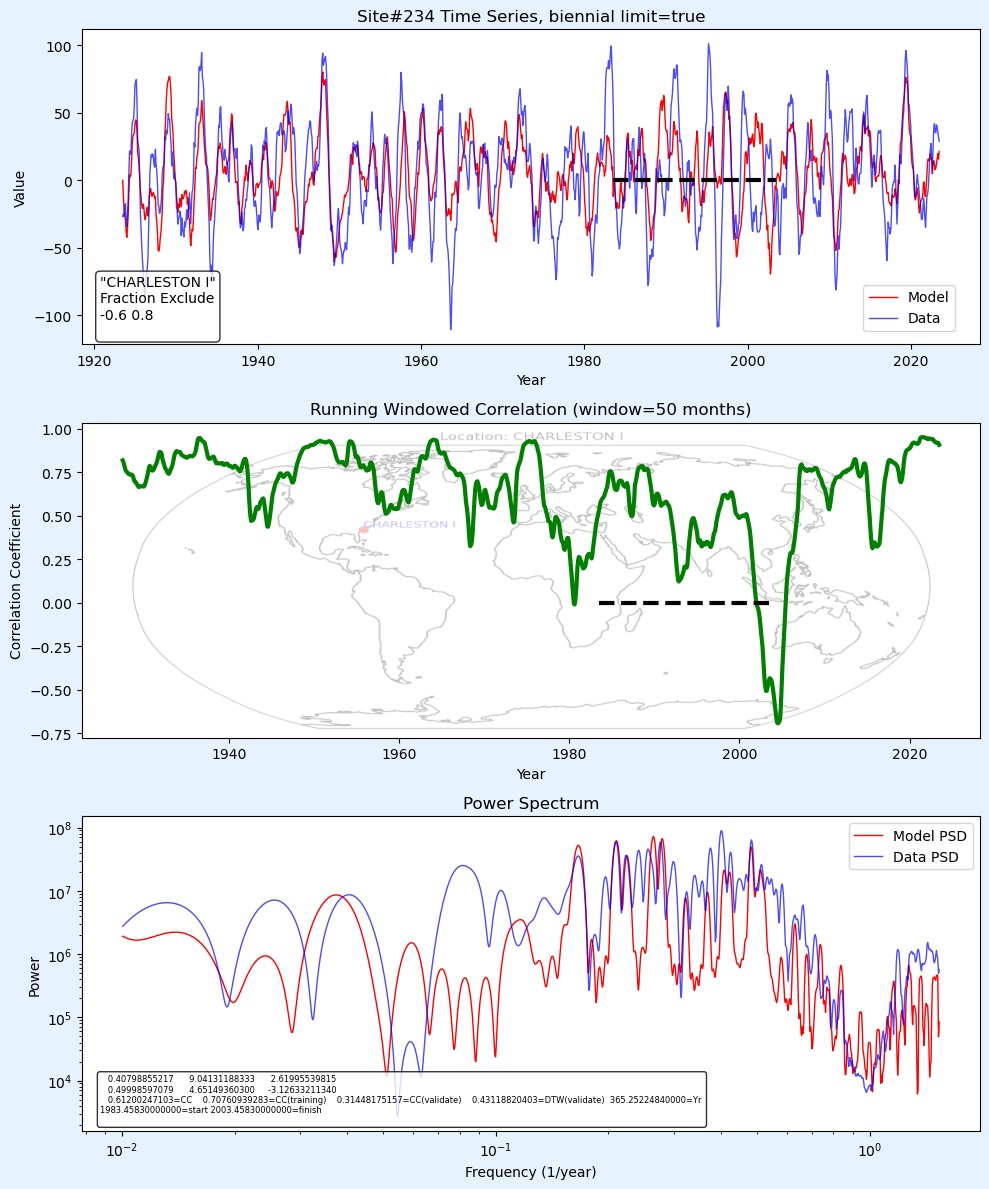 Site#234 Time Series, biennial limit=true
100
50
0
−50
−100
Value
"CHARLESTON I"
Fraction Exclude
-0.6 0.8
Model
Data
1920 1940 1960 1980 2000 2020
Year
Running Windowed Correlation (window=50 months)
Location: CHARLESTON I
CHARLESTON I
1.00
0.75
0.50
0.25
0.00
−0.25
−0.50
−0.75
Correlation Coefficient
1940 1960 1980 2000 2020
Year
Power Spectrum
Model PSD
Data PSD
10⁸
10⁷
10⁶
10⁵
10⁴
Power
0.40798855217 9.04131188333 2.61995539815
0.49998597079 4.65149360300 -3.12633211340
0.61200247103=CC 0.70760939283=CC(training) 0.31448175157=CC(validate) 0.43118820403=DTW(validate) 365.25224840000=Yr
1983.45830000000=start 2003.45830000000=finish
10⁻² 10⁻¹ 10⁰
Frequency (1/year)